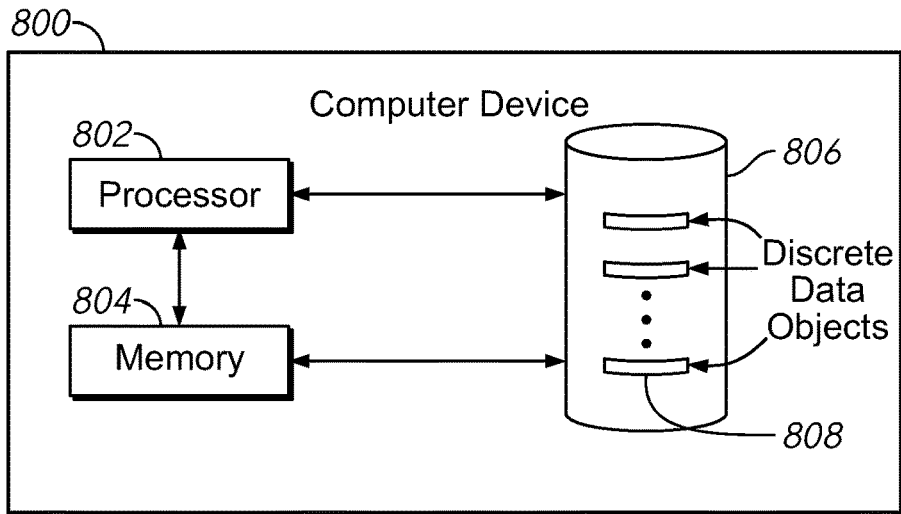 800
Computer Device
802
Processor
806
Discrete
Data
Objects
804
Memory
808